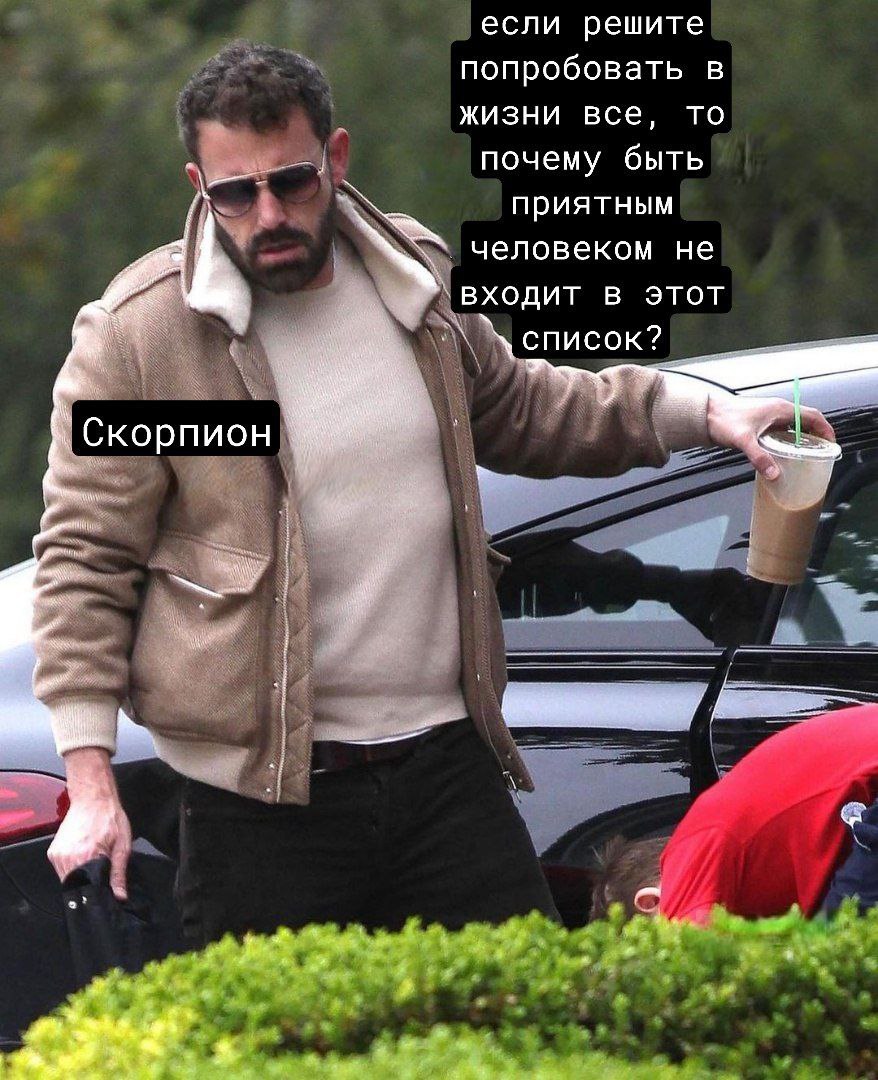 если решите
попробовать в
жизни все, то
почему быть
приятным
человеком не
входит в этот
список?
Скорпион